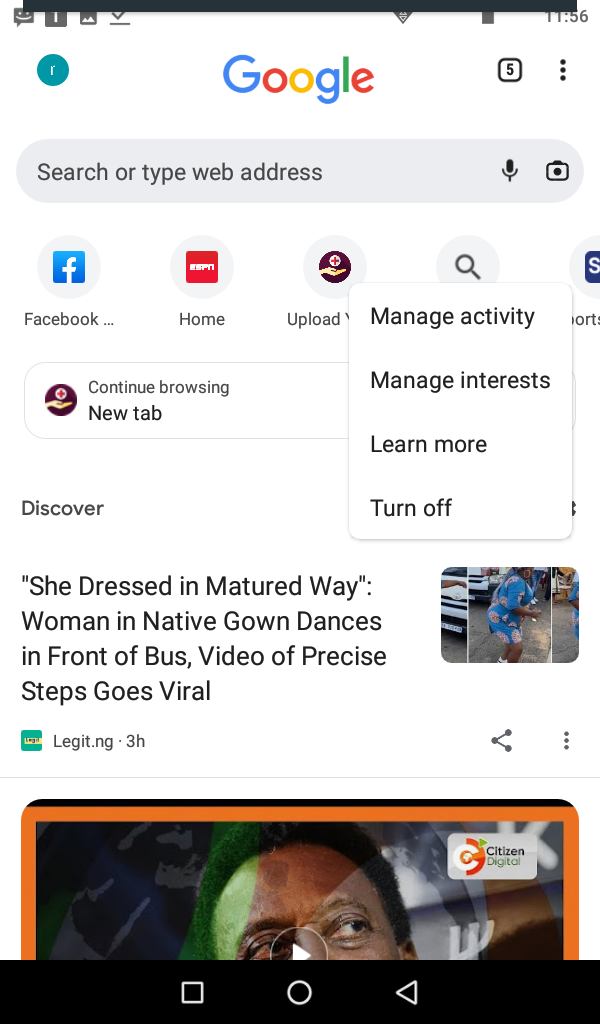 11:56
r
Google
5
Search or type web address
Facebook ...
ESPN
Home
Upload
Manage activity
Manage interests
Learn more
Turn off
Continue browsing
New tab
Discover
"She Dressed in Matured Way":
Woman in Native Gown Dances
in Front of Bus, Video of Precise
Steps Goes Viral
Legit.ng · 3h
Citizen
Digital